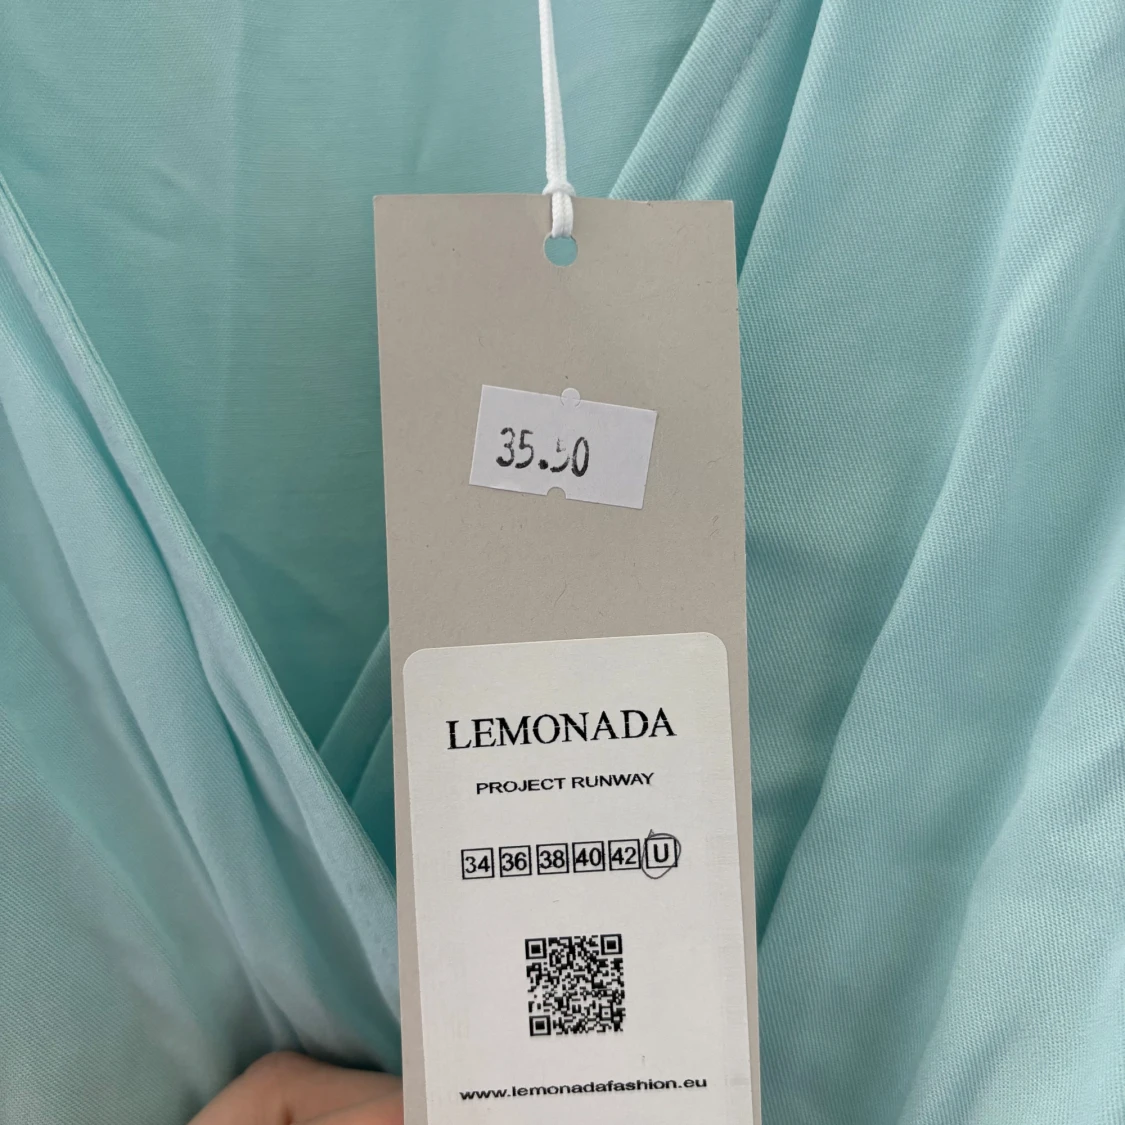 35.50
LEMONADA
PROJECT RUNWAY
34 36 38 40 42 U
www.lemonadafashion.eu